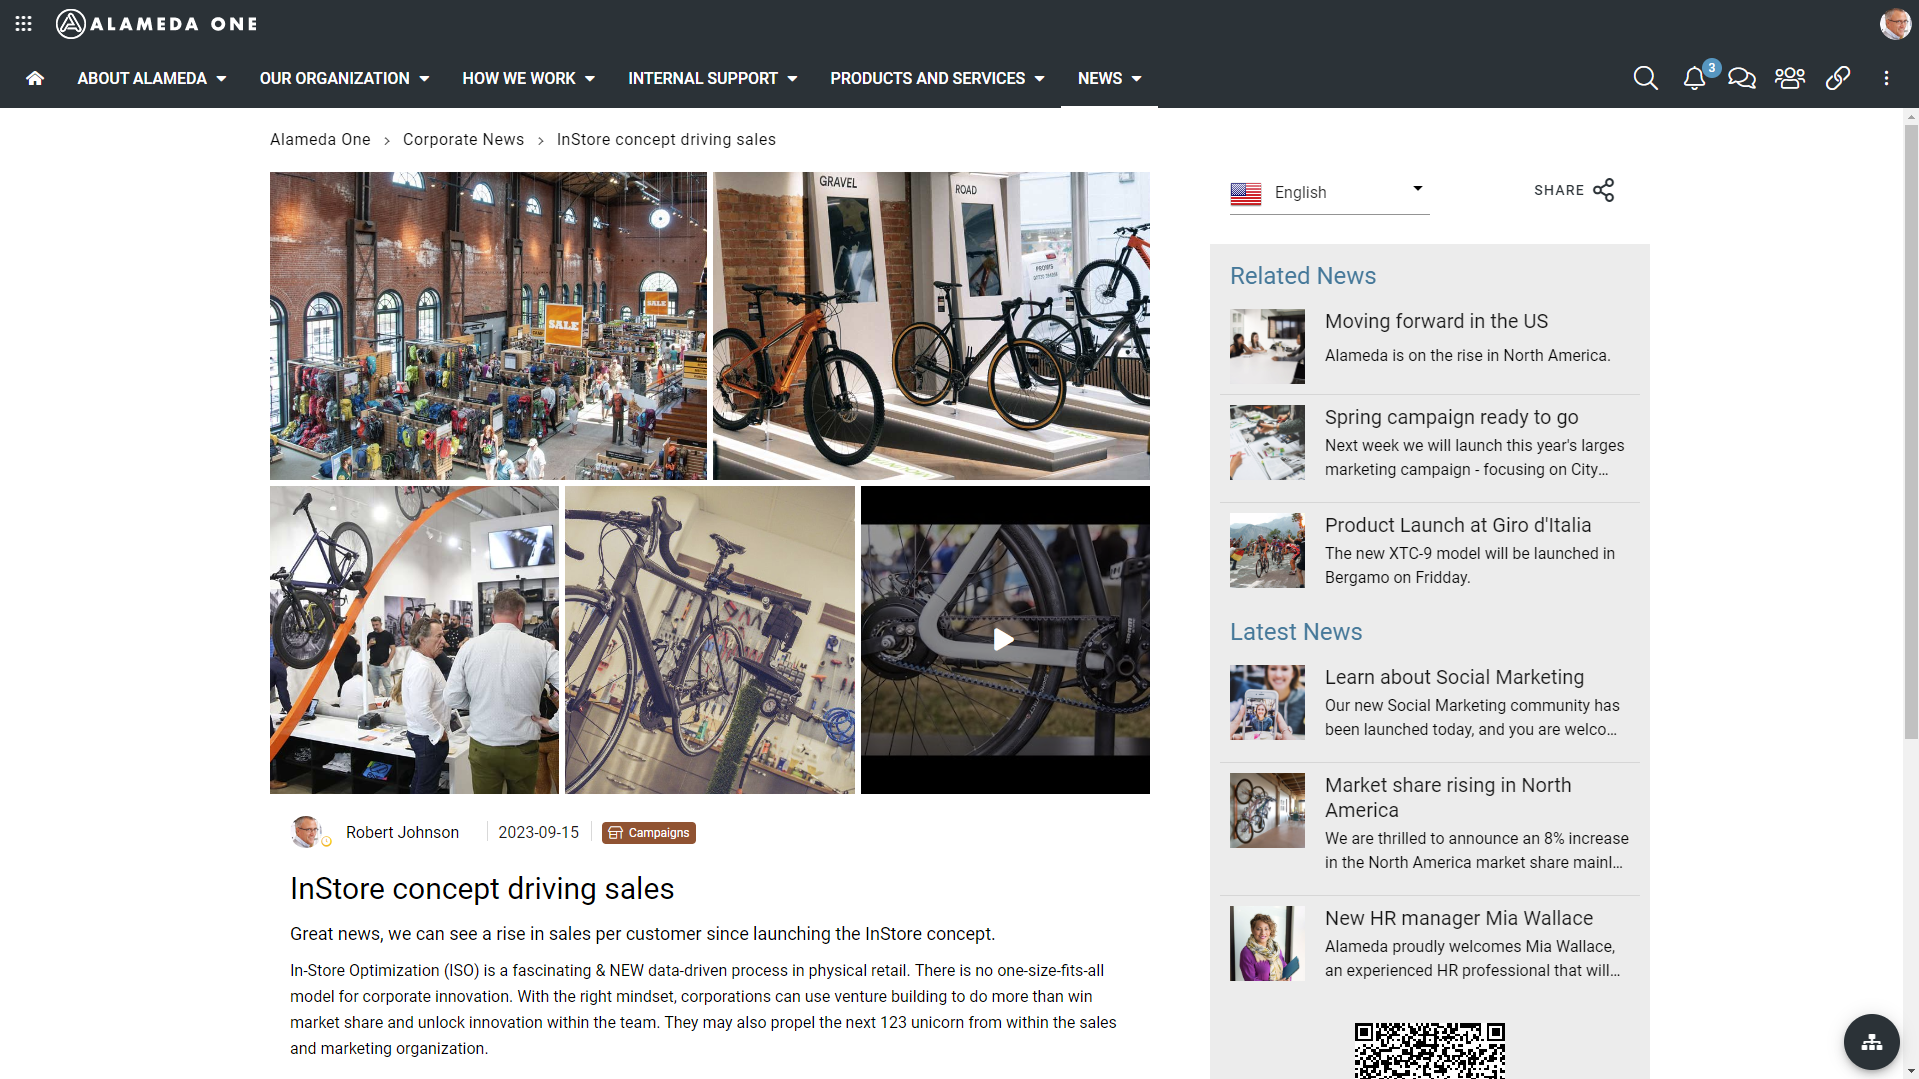 ALAMEDA ONE
ABOUT ALAMEDA
OUR ORGANIZATION
HOW WE WORK
INTERNAL SUPPORT
PRODUCTS AND SERVICES
NEWS
3
Alameda One > Corporate News > InStore concept driving sales
SALE
SALE
GRAVEL
ROAD
English
SHARE
Robert Johnson
2023-09-15
Campaigns
InStore concept driving sales
Great news, we can see a rise in sales per customer since launching the InStore concept.
In-Store Optimization (ISO) is a fascinating & NEW data-driven process in physical retail. There is no one-size-fits-all
model for corporate innovation. With the right mindset, corporations can use venture building to do more than win
market share and unlock innovation within the team. They may also propel the next 123 unicorn from within the sales
and marketing organization.
Related News
Moving forward in the US
Alameda is on the rise in North America.
Spring campaign ready to go
Next week we will launch this year's larges
marketing campaign - focusing on City...
Product Launch at Giro d'Italia
The new XTC-9 model will be launched in
Bergamo on Fridday.
Latest News
Learn about Social Marketing
Our new Social Marketing community has
been launched today, and you are welco...
Market share rising in North
America
We are thrilled to announce an 8% increase
in the North America market share mainl...
New HR manager Mia Wallace
Alameda proudly welcomes Mia Wallace,
an experienced HR professional that will...